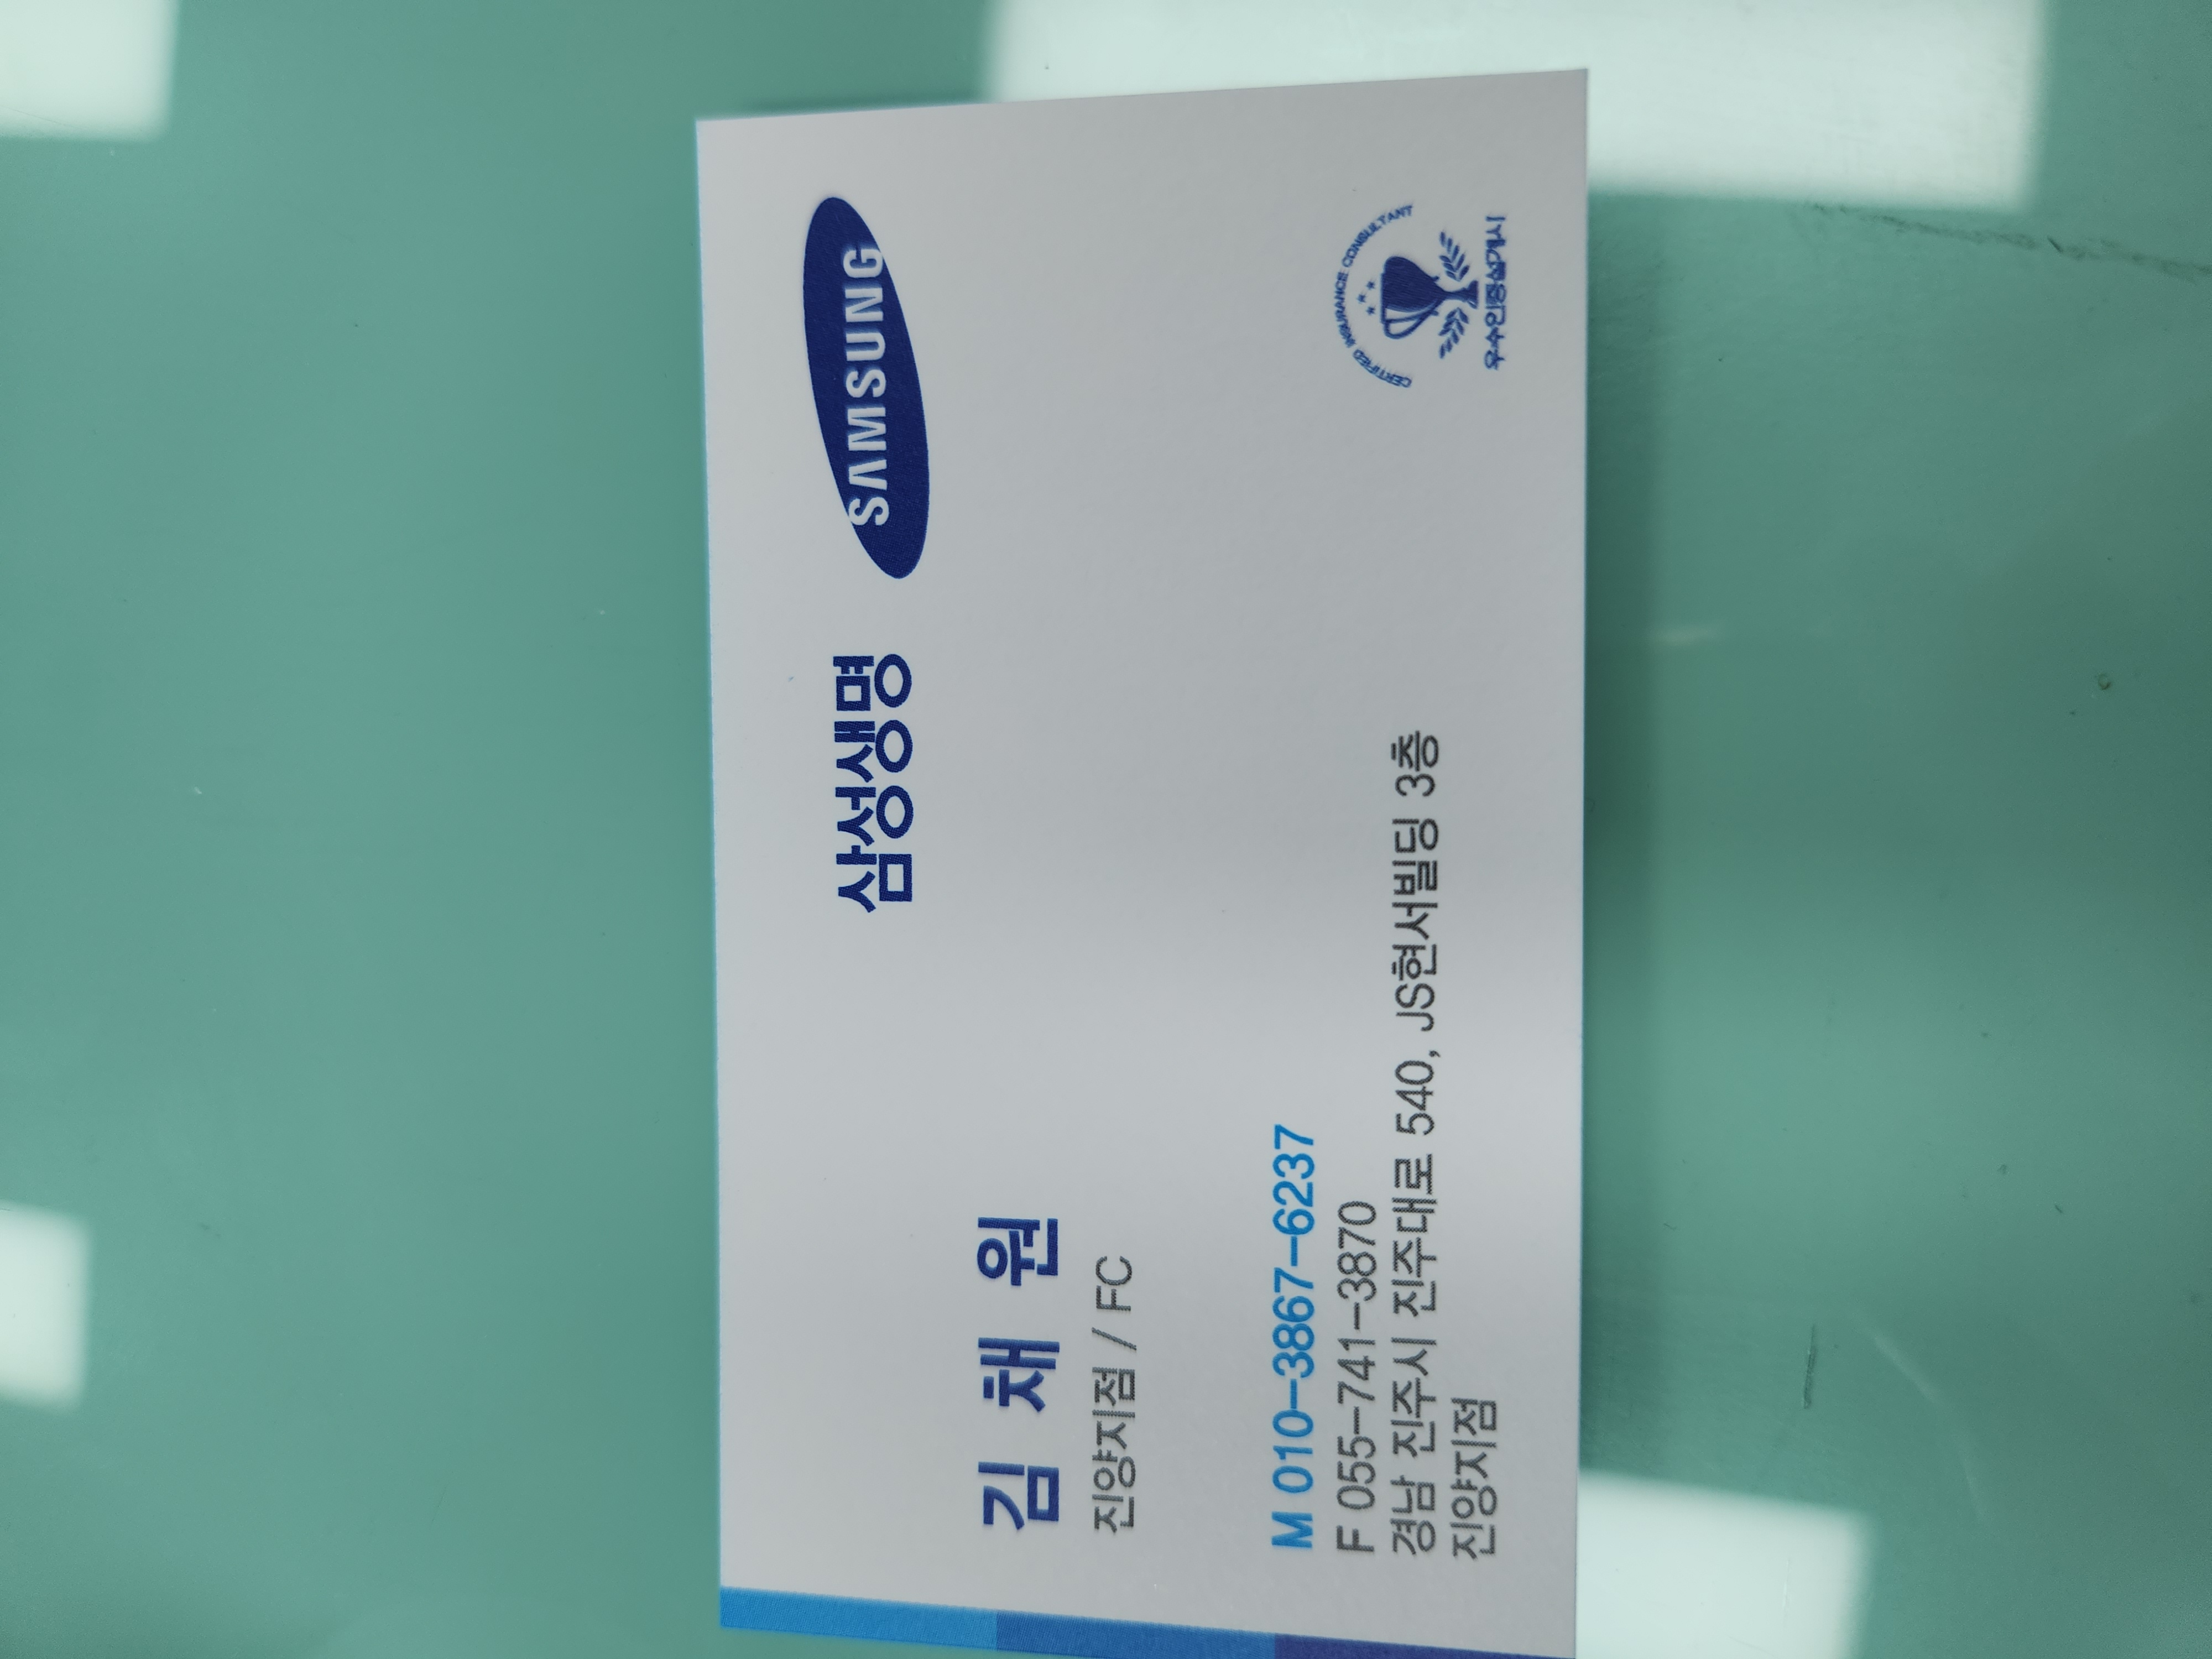 삼성생명 SAMSUNG
김 채 원
진양지점 / FC
M 010-3867-6237
F 055-741-3870
경남 진주시 진주대로 540, JS현서빌딩 3층
진양지점
CERTIFIED INSURANCE CONSULTANT
우수인증설계사